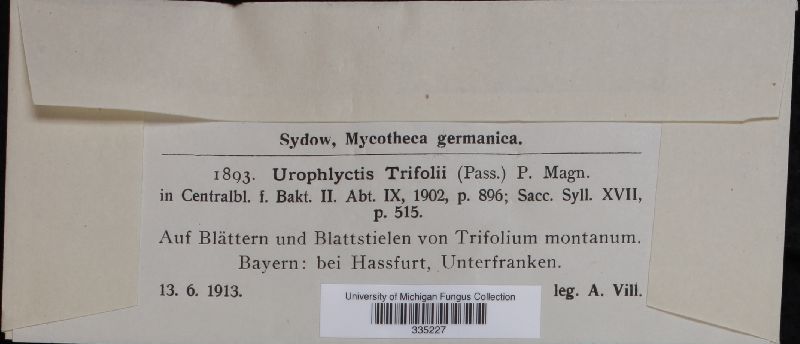 Sydow, Mycotheca germanica.
1893. Urophlyctis Trifolii (Pass.) P. Magn.
in Centralbl. f. Bakt. II. Abt. IX, 1902, p. 896; Sacc. Syll. XVII,
p. 515.
Auf Blättern und Blattstielen von Trifolium montanum.
Bayern: bei Hassfurt, Unterfranken.
13. 6. 1913. leg. A. Vill.
University of Michigan Fungus Collection
335227